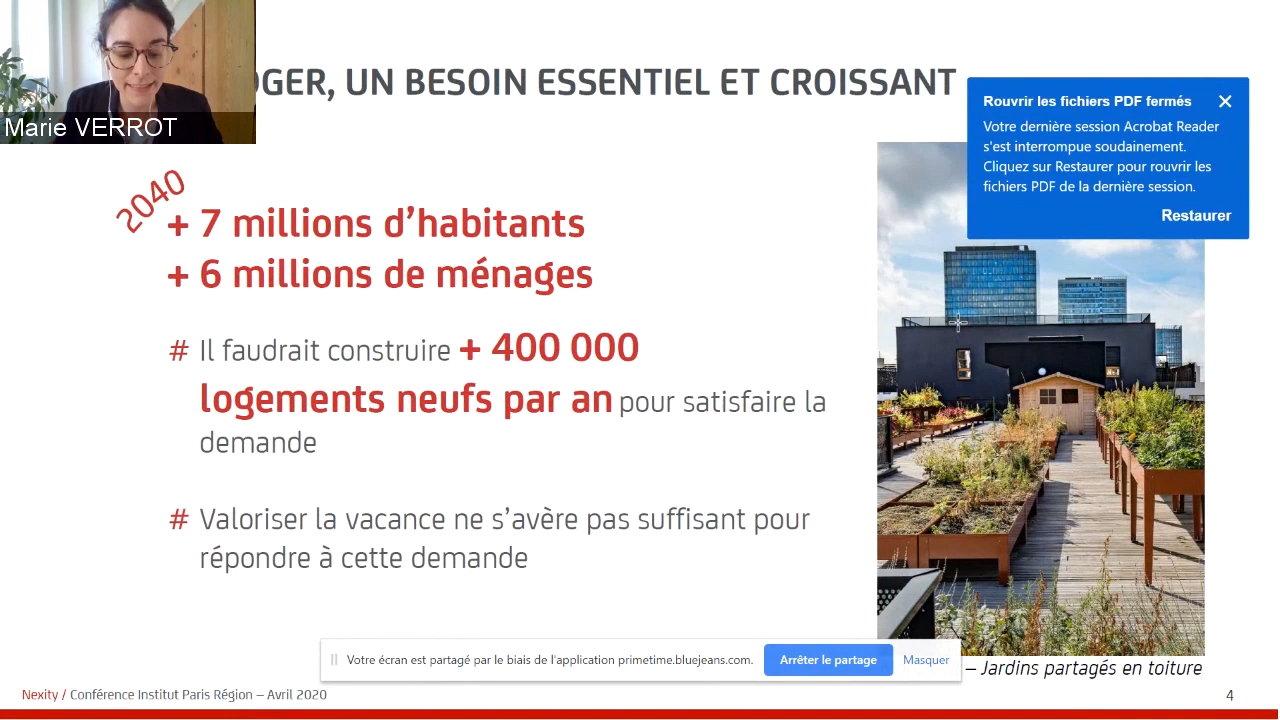 OGER, UN BESOIN ESSENTIEL ET CROISSANT
Marie VERROT
Rouvrir les fichiers PDF fermés
Votre dernière session Acrobat Reader
s'est interrompue soudainement.
Cliquez sur Restaurer pour rouvrir les
fichiers PDF de la dernière session.
Restaurer
2040
+ 7 millions d’habitants
+ 6 millions de ménages
# Il faudrait construire + 400 000
logements neufs par an pour satisfaire la
demande
# Valoriser la vacance ne s’avère pas suffisant pour
répondre à cette demande
Votre écran est partagé par le biais de l'application primetime.bluejeans.com.
Arrêter le partage
Masquer
– Jardins partagés en toiture
Nexity / Conférence Institut Paris Région – Avril 2020
4